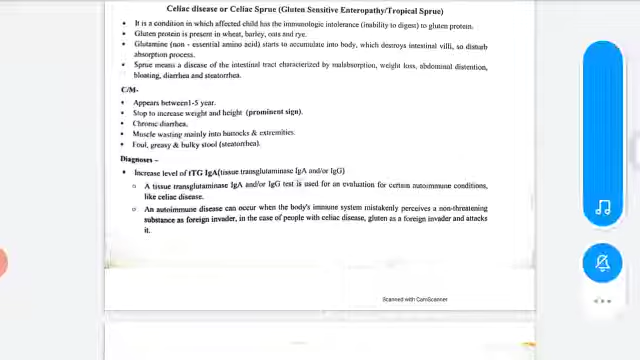 Celiac disease or Celiac Sprue (Gluten Sensitive Enteropathy/Tropical Sprue)
• It is a condition in which affected child has the immunologic intolerance (inability to digest) to gluten protein.
• Gluten protein is present in wheat, barley, oats and rye.
• Glutamine (non - essential amino acid) starts to accumulate into body, which destroys intestinal villi, so disturb
absorption process.
• Sprue means a disease of the intestinal tract characterized by malabsorption, weight loss, abdominal distention,
bloating, diarrhea and steatorrhea.
C/M-
• Appears between1-5 year.
• Stop to increase weight and height (prominent sign).
• Chronic diarrhea.
• Muscle wasting mainly into buttocks & extremities.
• Foul, greasy & bulky stool (steatorrhea).
Diagnoses –
• Increase level of tTG IgA(tissue transglutaminase IgA and/or IgG)
o A tissue transglutaminase IgA and/or IgG test is used for an evaluation for certain autoimmune conditions,
like celiac disease.
o An autoimmune disease can occur when the body's immune system mistakenly perceives a non-threatening
substance as foreign invader, in the case of people with celiac disease, gluten as a foreign invader and attacks
it.
Scanned with CamScanner